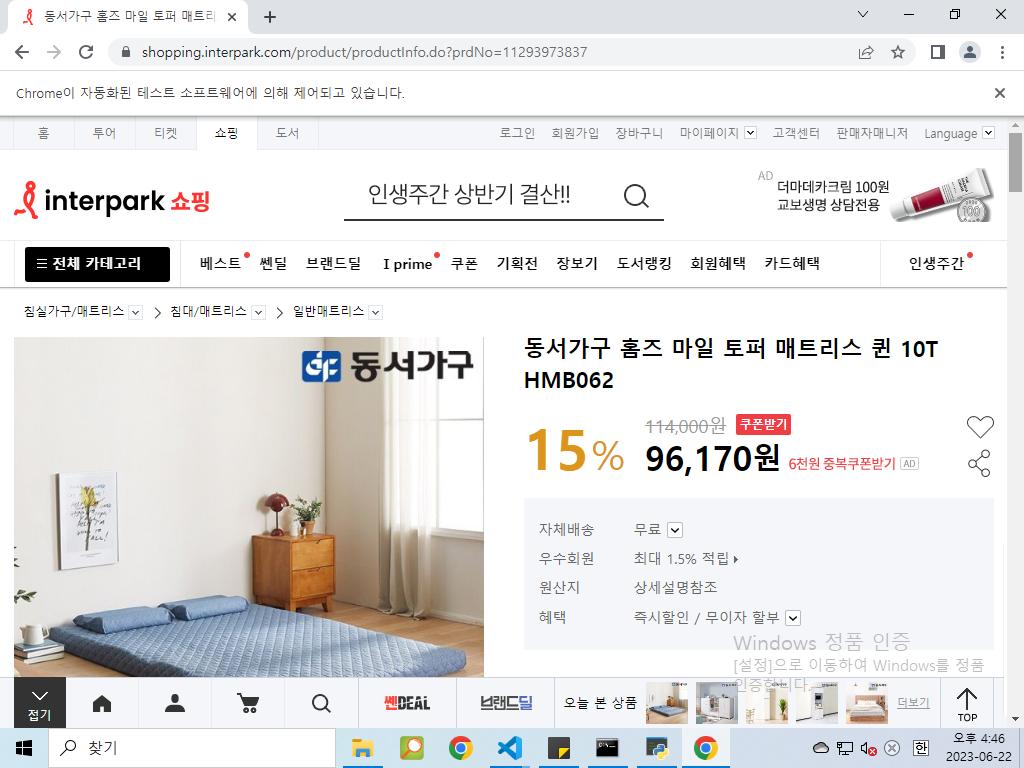 동서가구 홈즈 마일 토퍼 매트리
shopping.interpark.com/product/productInfo.do?prdNo=11293973837
Chrome이 자동화된 테스트 소프트웨어에 의해 제어되고 있습니다.
홈 투어 티켓 쇼핑 도서 로그인 회원가입 장바구니 마이페이지 고객센터 판매자매니저 Language
interpark 쇼핑
인생주간 상반기 결산!!
AD
더마데카크림 100원
교보생명 상담전용
100
전체 카테고리 베스트 쎈딜 브랜드딜 I prime 쿠폰 기획전 장보기 도서랭킹 회원혜택 카드혜택 인생주간
침실가구/매트리스 침대/매트리스 일반매트리스
동서가구
동서가구 홈즈 마일 토퍼 매트리스 퀸 10T
HMB062
15%
114,000원 쿠폰받기
96,170원 6천원 중복쿠폰받기 AD
자체배송 무료
우수회원 최대 1.5% 적립
원산지 상세설명참조
혜택 즉시할인 / 무이자 할부
Windows 정품 인증
[설정]으로 이동하여 Windows를 정품
인증합니다.
접기
쎈DEAL 브랜드딜 오늘 본 상품 더보기 TOP
찾기
한
오후 4:46
2023-06-22